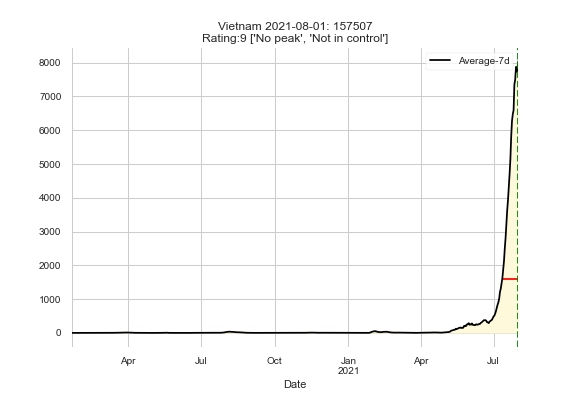 Vietnam 2021-08-01: 157507
Rating:9 ['No peak', 'Not in control']
Average-7d
8000
7000
6000
5000
4000
3000
2000
1000
0
Apr
Jul
Oct
Jan
2021
Apr
Jul
Date